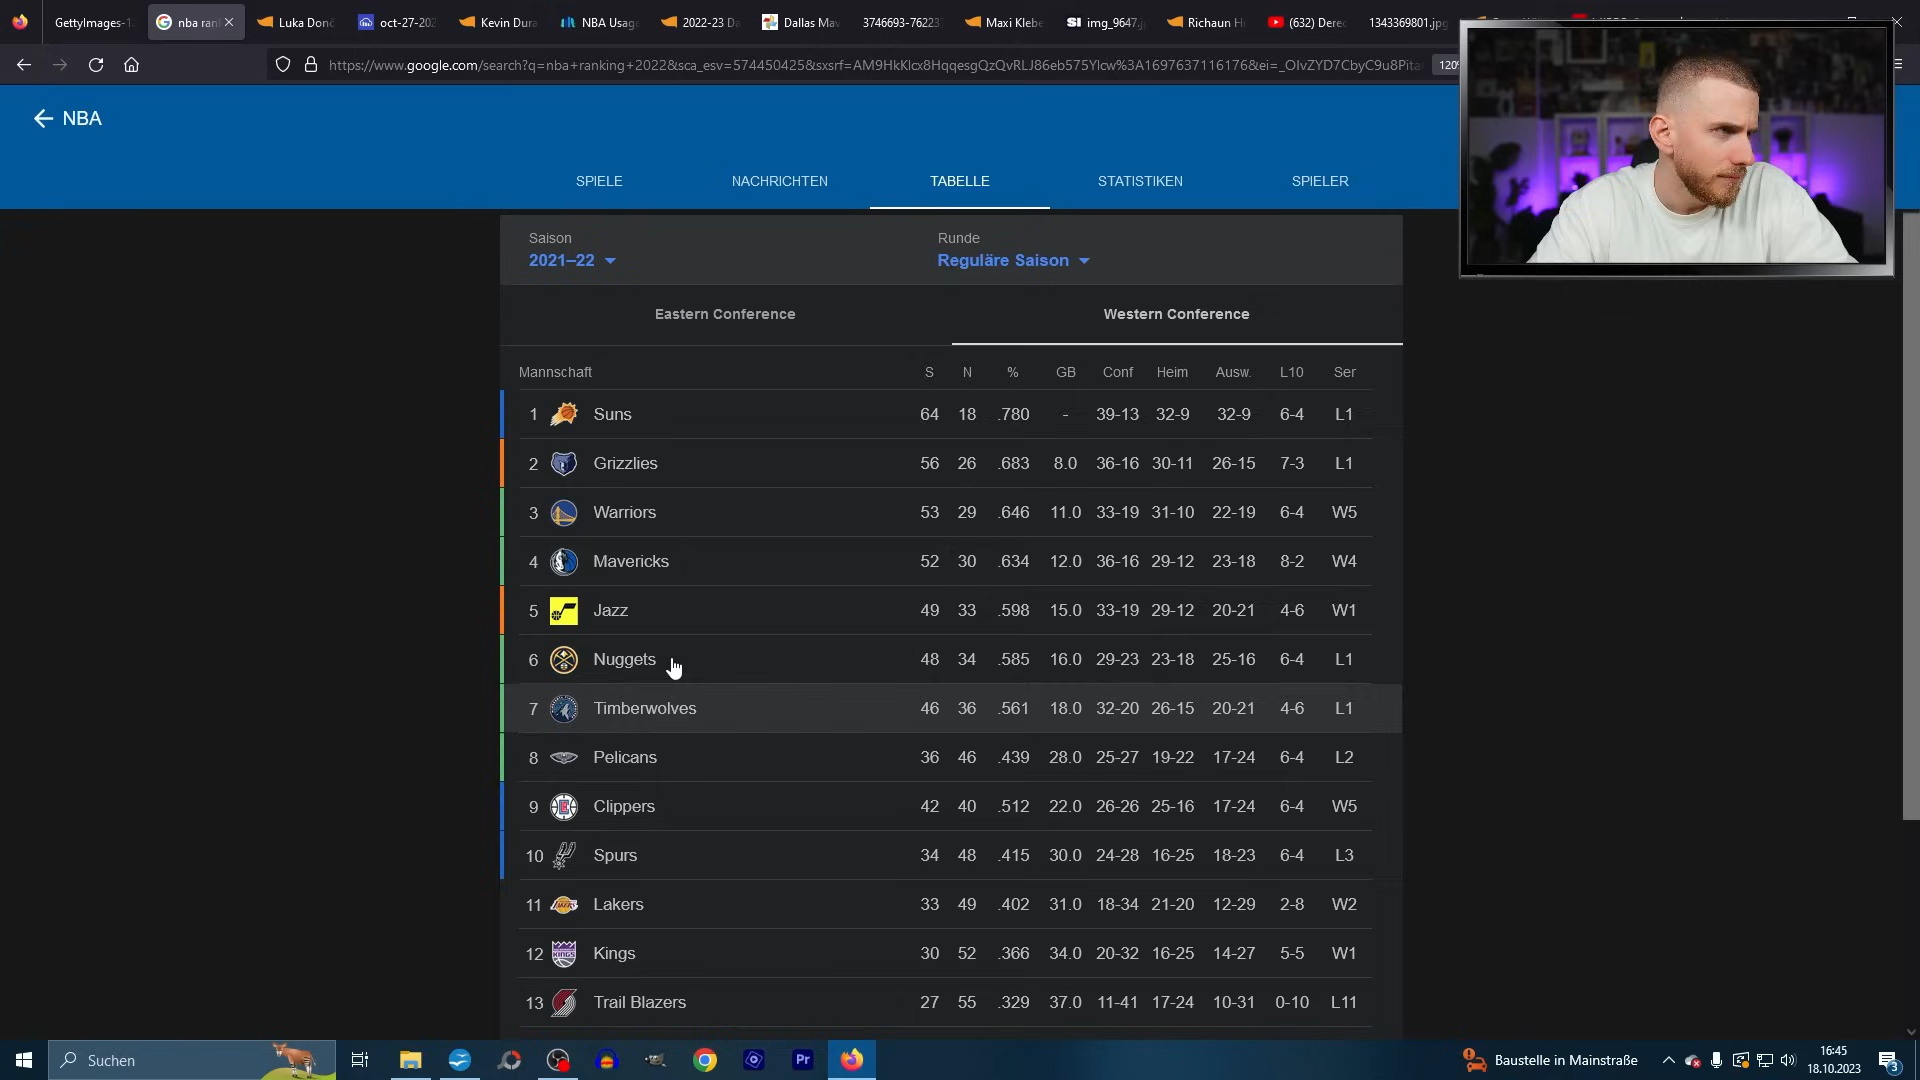 GettyImages-1
nba ran
Luka Donč
oct-27-202
Kevin Dura
NBA Usag
2022-23 Da
Dallas Mav
3746693-76223
Maxi Klebe
SI img_9647.j
Richaun H
(632) Derec
1343369801.jpg
https://www.google.com/search?q=nba+ranking+2022&sca_esv=574450425&sxsrf=
120%
NBA
SPIELE NACHRICHTEN TABELLE STATISTIKEN SPIELER
Saison Runde
2021–22 Reguläre Saison
Eastern Conference Western Conference
Mannschaft S N % GB Conf Heim Ausw. L10 Ser
1 Suns 64 18 .780 - 39-13 32-9 32-9 6-4 L1
2 Grizzlies 56 26 .683 8.0 36-16 30-11 26-15 7-3 L1
3 Warriors 53 29 .646 11.0 33-19 31-10 22-19 6-4 W5
4 Mavericks 52 30 .634 12.0 36-16 29-12 23-18 8-2 W4
5 Jazz 49 33 .598 15.0 33-19 29-12 20-21 4-6 W1
6 Nuggets 48 34 .585 16.0 29-23 23-18 25-16 6-4 L1
7 Timberwolves 46 36 .561 18.0 32-20 26-15 20-21 4-6 L1
8 Pelicans 36 46 .439 28.0 25-27 19-22 17-24 6-4 L2
9 Clippers 42 40 .512 22.0 26-26 25-16 17-24 6-4 W5
10 Spurs 34 48 .415 30.0 24-28 16-25 18-23 6-4 L3
11 Lakers 33 49 .402 31.0 18-34 21-20 12-29 2-8 W2
12 Kings 30 52 .366 34.0 20-32 16-25 14-27 5-5 W1
13 Trail Blazers 27 55 .329 37.0 11-41 17-24 10-31 0-10 L11
Suchen
Pr
Baustelle in Mainstraße
16:45
18.10.2023
3